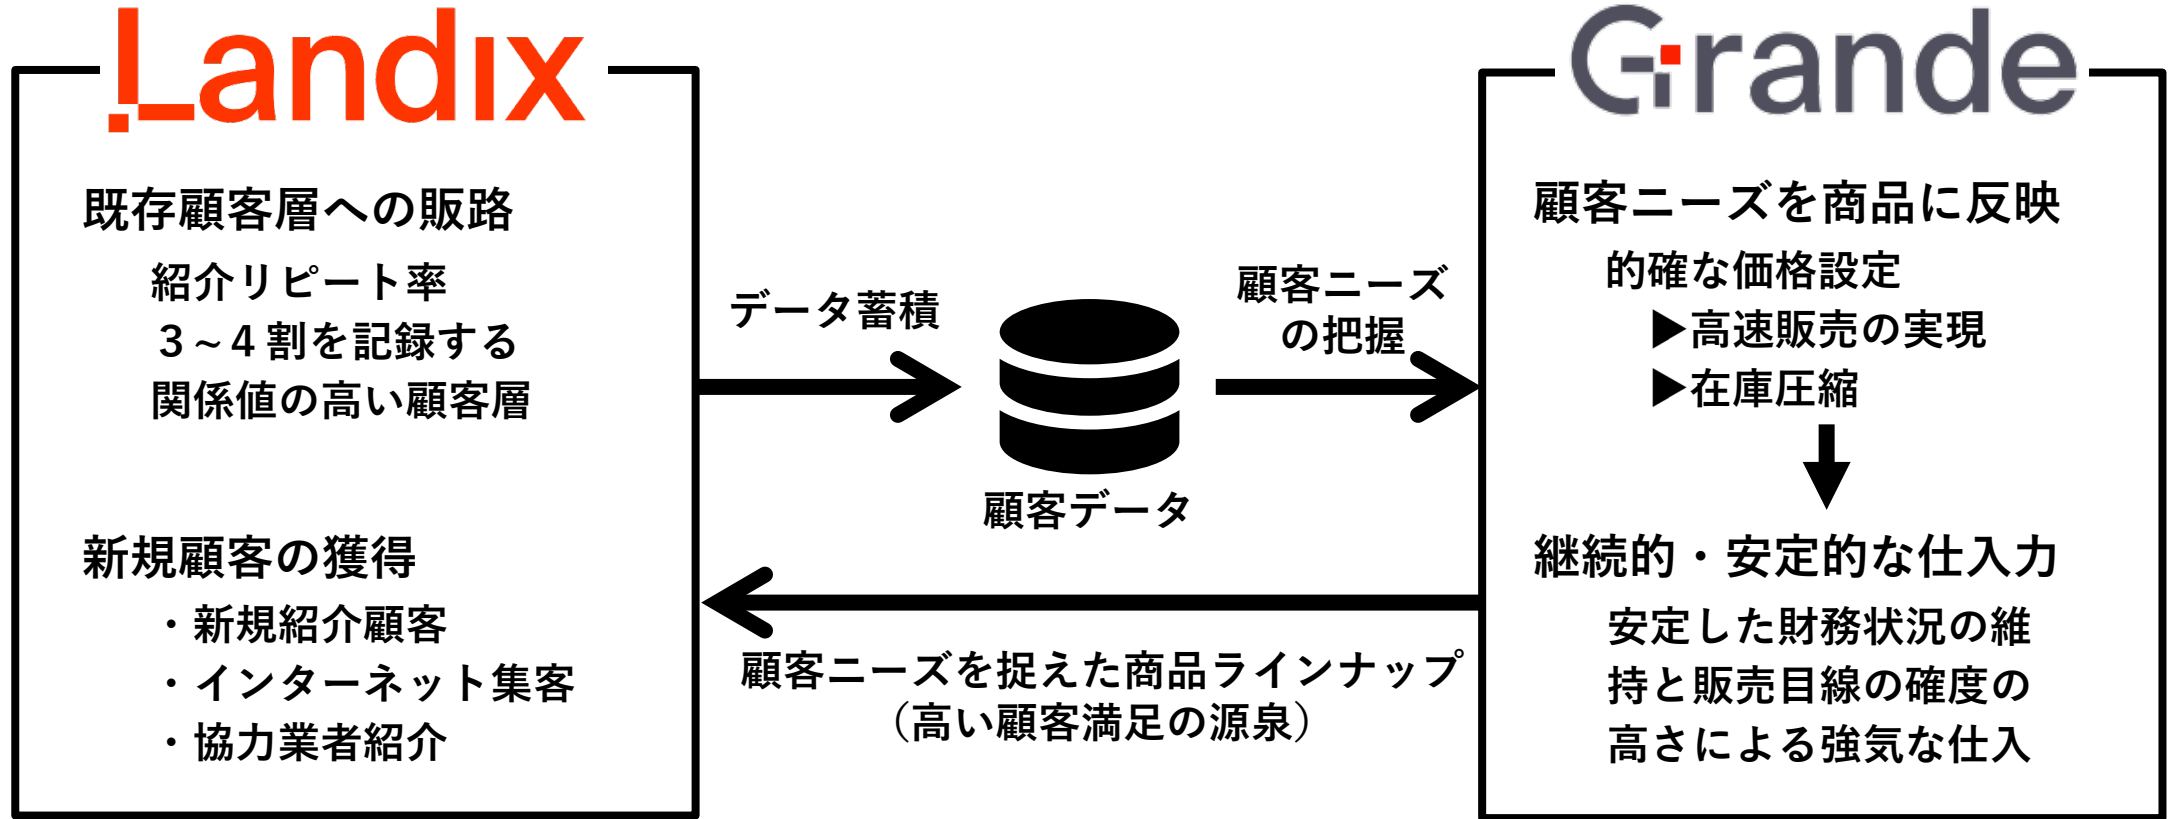 Landix
既存顧客層への販路
紹介リピート率
３～４割を記録する
関係値の高い顧客層
新規顧客の獲得
・新規紹介顧客
・インターネット集客
・協力業者紹介
データ蓄積
顧客データ
顧客ニーズ
の把握
顧客ニーズを捉えた商品ラインナップ
（高い顧客満足の源泉）
Grande
顧客ニーズを商品に反映
的確な価格設定
▶高速販売の実現
▶在庫圧縮
継続的・安定的な仕入力
安定した財務状況の維
持と販売目線の確度の
高さによる強気な仕入